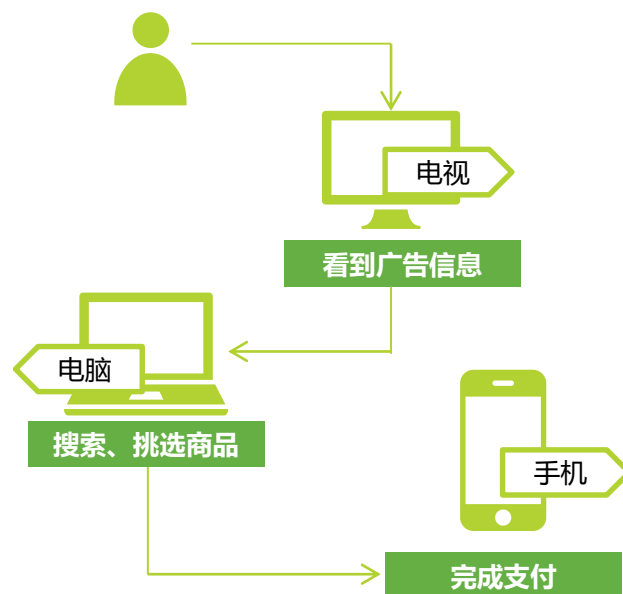 电视
看到广告信息
电脑
搜索、挑选商品
手机
完成支付